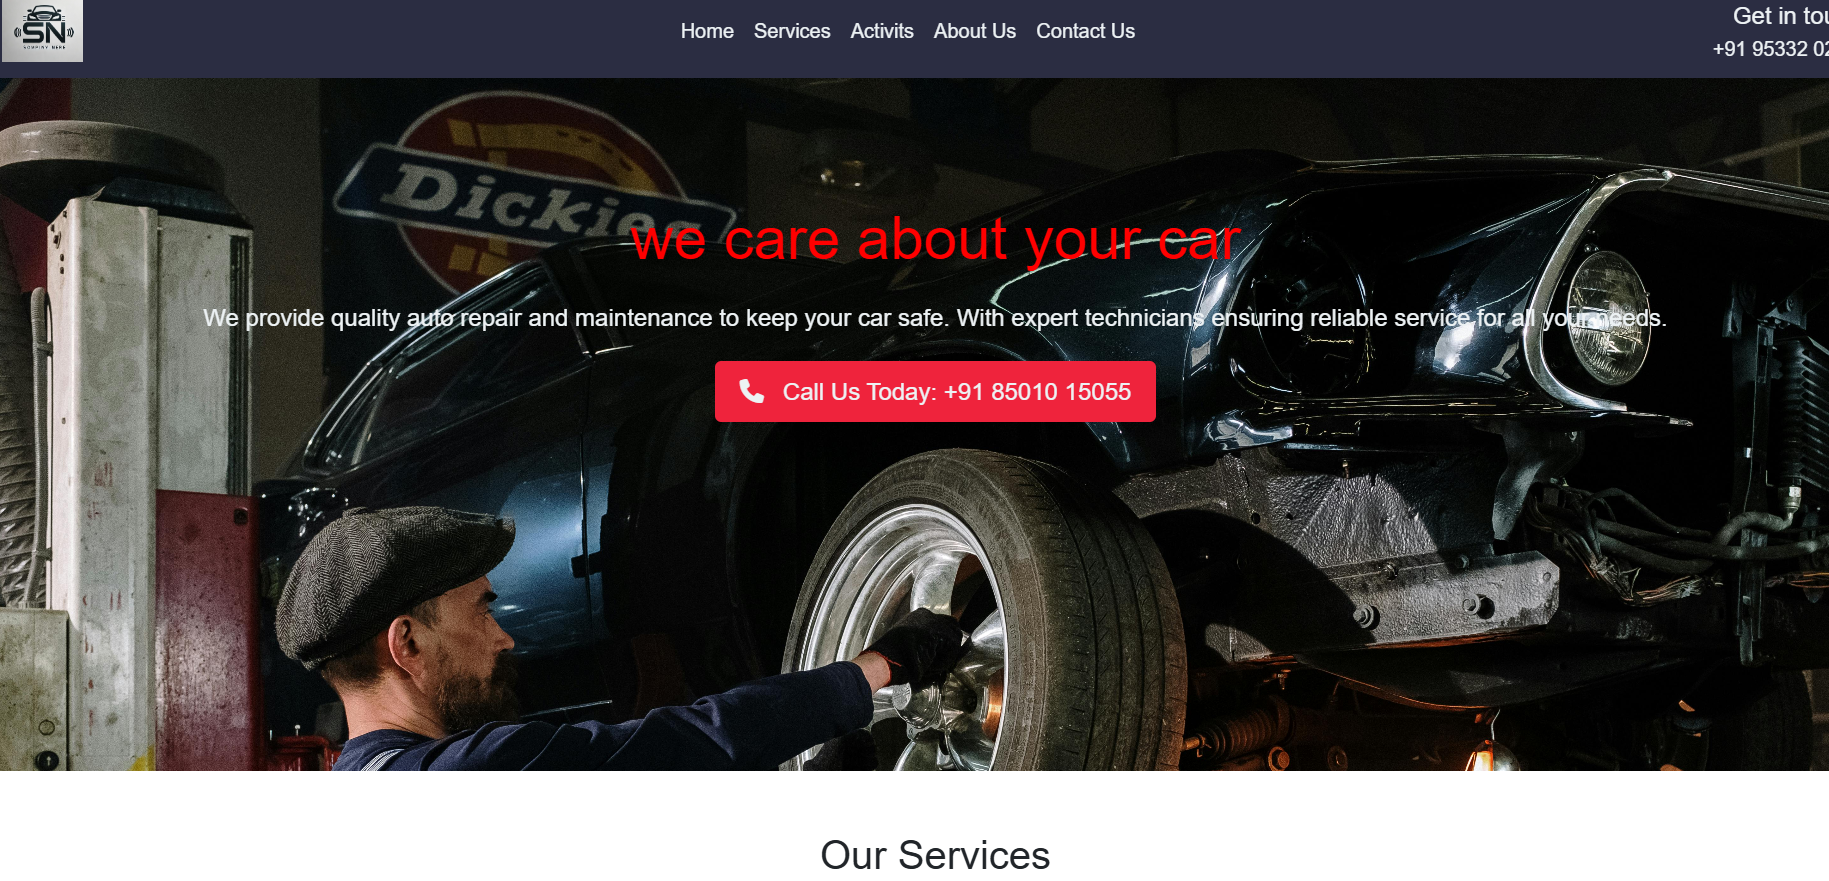 SN
Home Services Activits About Us Contact Us
Get in tou
+91 95332 02
Dickies
we care about your car
We provide quality auto repair and maintenance to keep your car safe. With expert technicians ensuring reliable service for all your needs.
Call Us Today: +91 85010 15055
Our Services